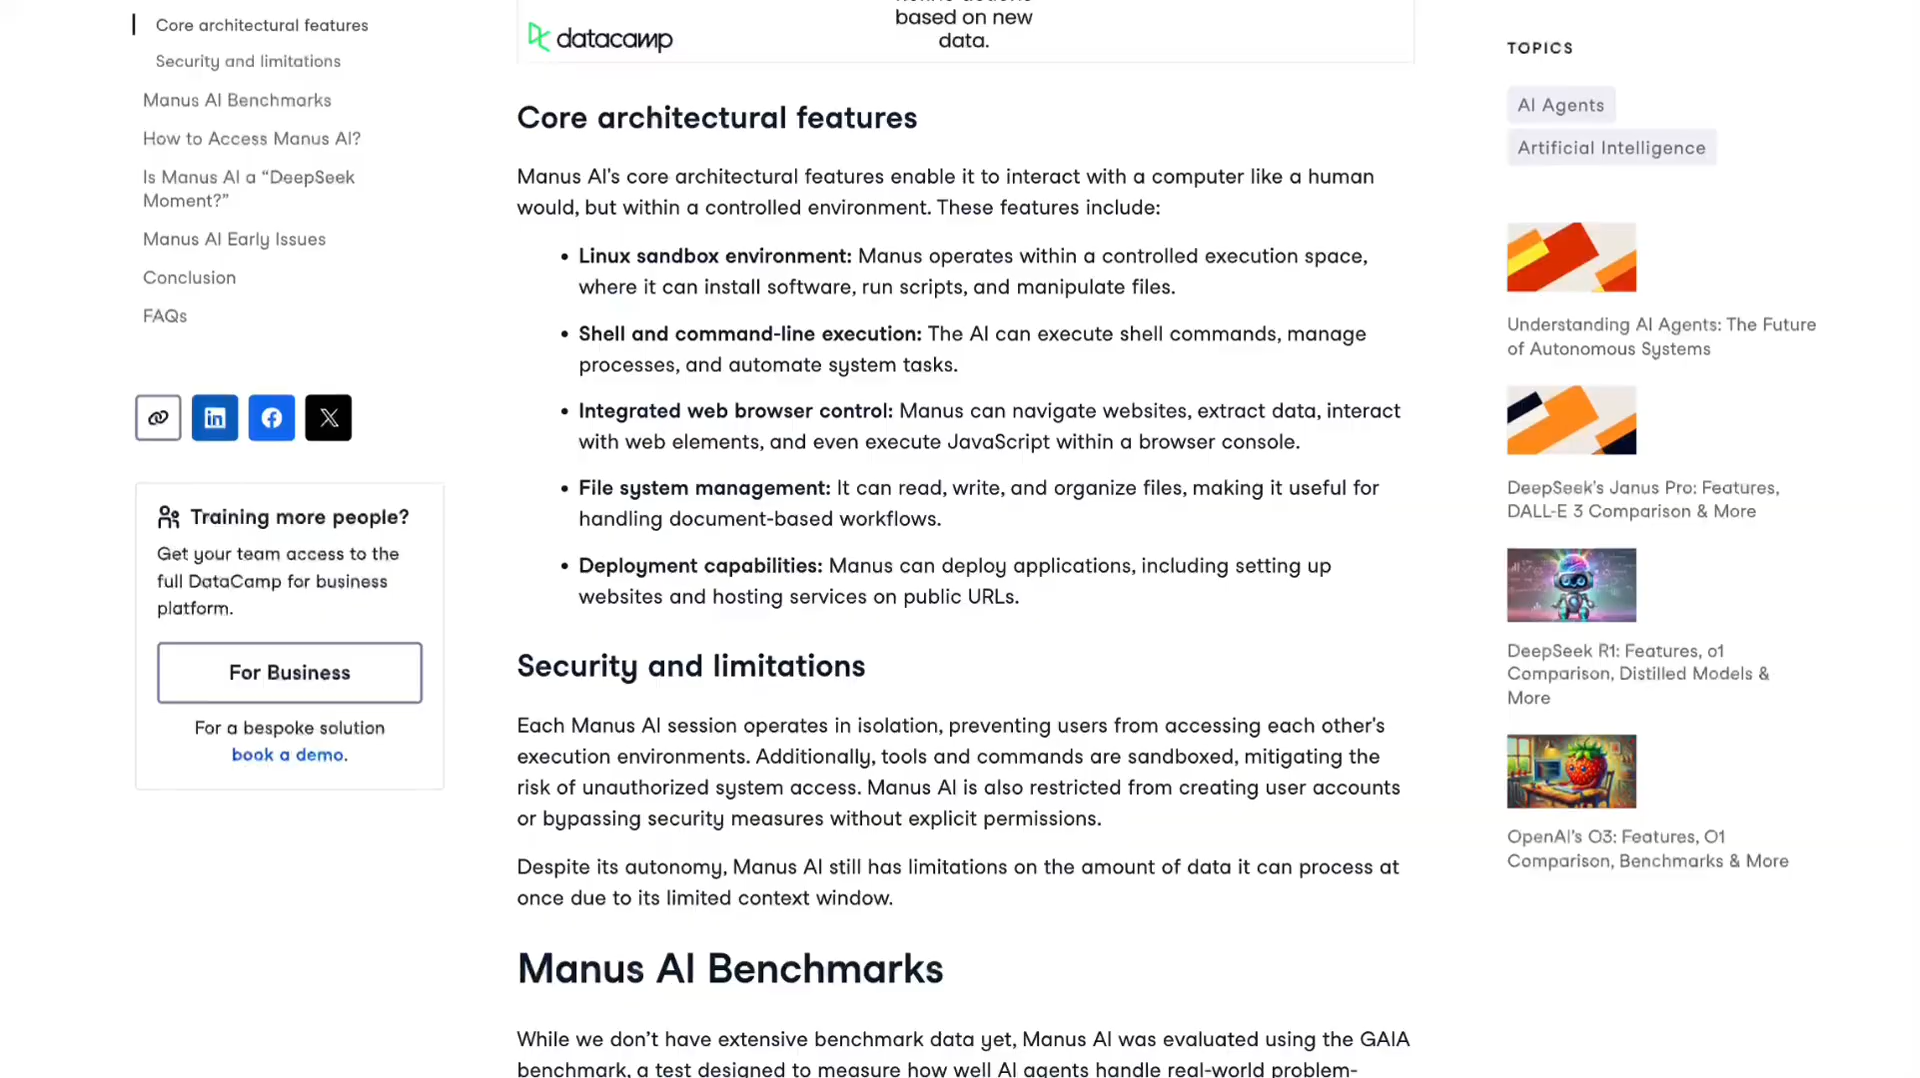 Core architectural features
Security and limitations
Manus AI Benchmarks
How to Access Manus AI?
Is Manus AI a “DeepSeek
Moment?”
Manus AI Early Issues
Conclusion
FAQs
Training more people?
Get your team access to the
full DataCamp for business
platform.
For Business
For a bespoke solution
book a demo.
based on new
data.
datacamp
Core architectural features
Manus AI's core architectural features enable it to interact with a computer like a human
would, but within a controlled environment. These features include:
• Linux sandbox environment: Manus operates within a controlled execution space,
where it can install software, run scripts, and manipulate files.
• Shell and command-line execution: The AI can execute shell commands, manage
processes, and automate system tasks.
• Integrated web browser control: Manus can navigate websites, extract data, interact
with web elements, and even execute JavaScript within a browser console.
• File system management: It can read, write, and organize files, making it useful for
handling document-based workflows.
• Deployment capabilities: Manus can deploy applications, including setting up
websites and hosting services on public URLs.
Security and limitations
Each Manus AI session operates in isolation, preventing users from accessing each other's
execution environments. Additionally, tools and commands are sandboxed, mitigating the
risk of unauthorized system access. Manus AI is also restricted from creating user accounts
or bypassing security measures without explicit permissions.
Despite its autonomy, Manus AI still has limitations on the amount of data it can process at
once due to its limited context window.
Manus AI Benchmarks
While we don’t have extensive benchmark data yet, Manus AI was evaluated using the GAIA
benchmark, a test designed to measure how well AI agents handle real-world problem-
TOPICS
AI Agents
Artificial Intelligence
Understanding AI Agents: The Future
of Autonomous Systems
DeepSeek's Janus Pro: Features,
DALL-E 3 Comparison & More
DeepSeek R1: Features, o1
Comparison, Distilled Models &
More
OpenAI's O3: Features, O1
Comparison, Benchmarks & More